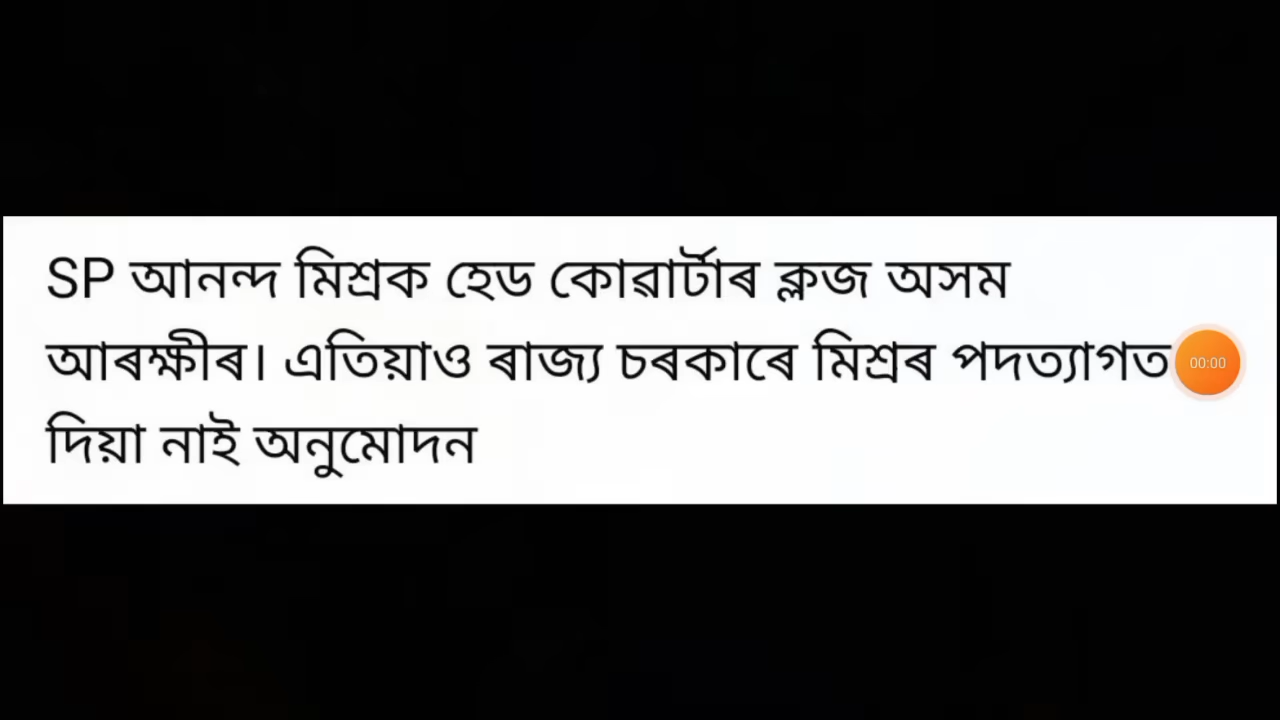 SP আনন্দ মিশ্ৰক হেড কোৱাৰ্টাৰ ক্লজ অসম
আৰক্ষীৰ। এতিয়াও ৰাজ্য চৰকাৰে মিশ্ৰৰ পদত্যাগত
00:00
দিয়া নাই অনুমোদন